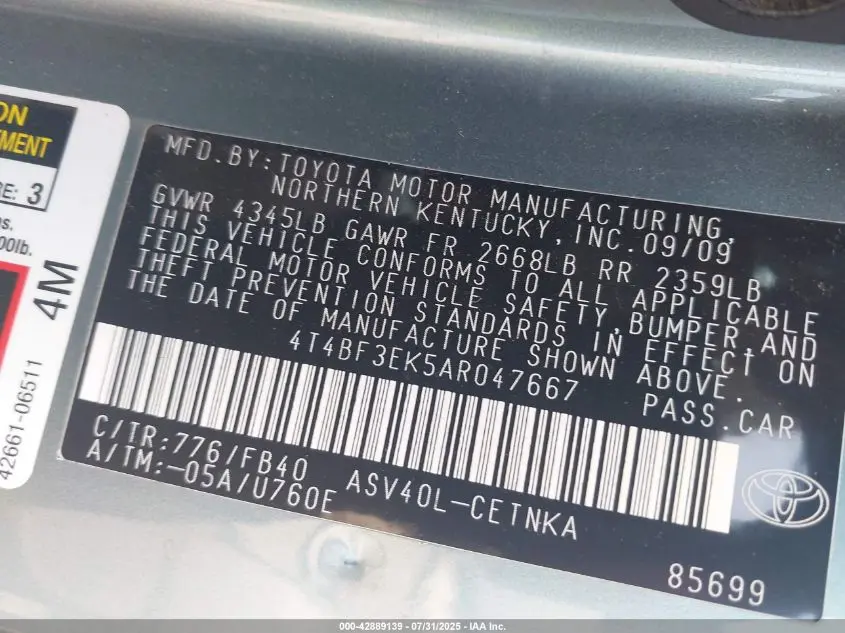 ON
EMENT
RE: 3
ns.
00lb.
4M
42661-06511
MFD.BY:TOYOTA MOTOR MANUFACTURING,
NORTHERN KENTUCKY,INC.09/09
GVWR 4345LB GAWR FR 2668LB RR 2359LB
THIS VEHICLE CONFORMS TO ALL APPLICABLE
FEDERAL MOTOR VEHICLE SAFETY,BUMPER,AND
THEFT PREVENTION STANDARDS IN EFFECT ON
THE DATE OF MANUFACTURE SHOWN ABOVE.
4T4BF3EK5AR047667 PASS.CAR
C/TR:776/FB40
A/TM:-05A/U760E ASV40L-CETNKA
85699
000-42889139 - 07/31/2025 - IAA Inc.